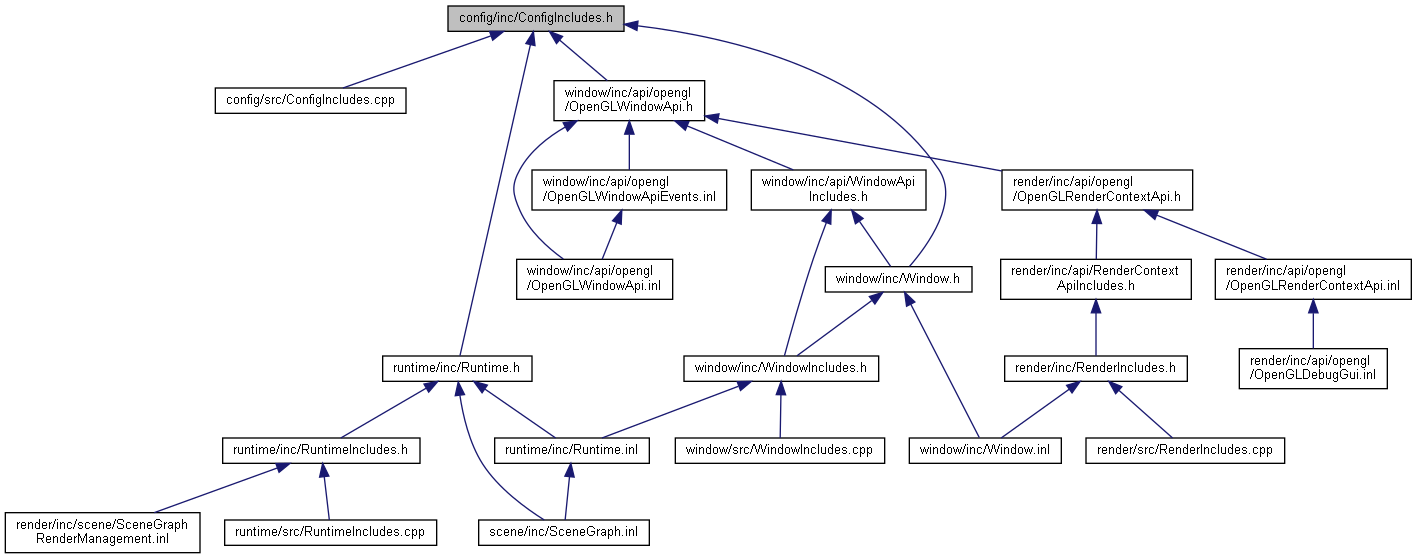 config/inc/ConfigIncludes.h
config/src/ConfigIncludes.cpp
window/inc/api/opengl
/OpenGLWindowApi.h
window/inc/api/opengl
/OpenGLWindowApiEvents.inl
window/inc/api/WindowApi
Includes.h
render/inc/api/opengl
/OpenGLRenderContextApi.h
window/inc/api/opengl
/OpenGLWindowApi.inl
window/inc/Window.h
render/inc/api/RenderContext
ApiIncludes.h
render/inc/api/opengl
/OpenGLRenderContextApi.inl
runtime/inc/Runtime.h
window/inc/WindowIncludes.h
render/inc/RenderIncludes.h
render/inc/api/opengl
/OpenGLDebugGui.inl
runtime/inc/RuntimeIncludes.h
runtime/inc/Runtime.inl
window/src/WindowIncludes.cpp
window/inc/Window.inl
render/src/RenderIncludes.cpp
render/inc/scene/SceneGraph
RenderManagement.inl
runtime/src/RuntimeIncludes.cpp
scene/inc/SceneGraph.inl